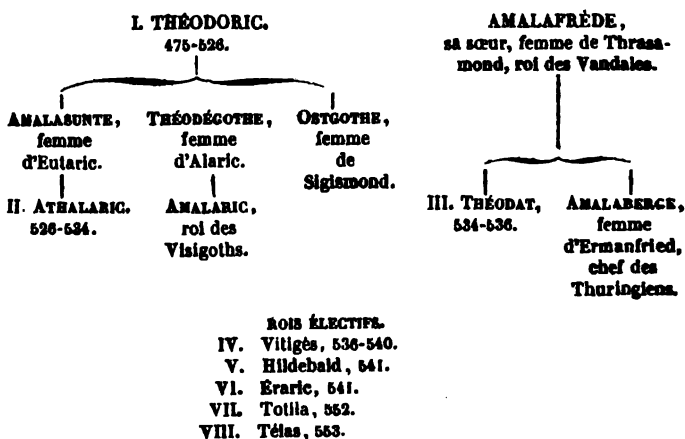 I. THÉODORIC.
475-526.
AMALASUNTE,
femme
d'Eutaric.
II. ATHALARIC.
526-534.
THÉODÉGOTHE,
femme
d'Alaric.
AMALARIC,
roi des
Visigoths.
OSTGOTHE,
femme
de
Sigismond.
AMALAFRÈDE,
sa sœur, femme de Thrasa-
mond, roi des Vandales.
III. THÉODAT,
534-536.
AMALABERGE,
femme
d'Ermanfried,
chef des
Thuringiens.
ROIS ÉLECTIFS.
IV. Vitigès, 536-540.
V. Hildebald, 541.
VI. Éraric, 541.
VII. Totila, 552.
VIII. Téias, 553.